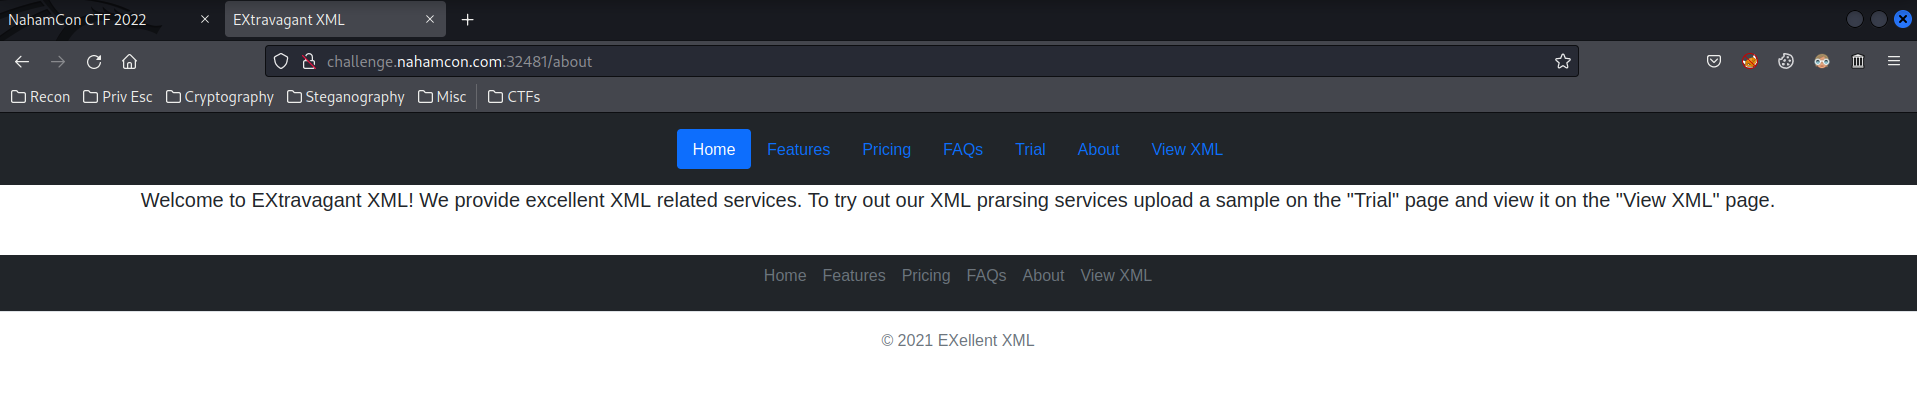 NahamCon CTF 2022 EXtravagant XML
challenge.nahamcon.com:32481/about
Recon Priv Esc Cryptography Steganography Misc CTFs
Home Features Pricing FAQs Trial About View XML
Welcome to EXtravagant XML! We provide excellent XML related services. To try out our XML prarsing services upload a sample on the "Trial" page and view it on the "View XML" page.
Home Features Pricing FAQs About View XML
© 2021 EXellent XML